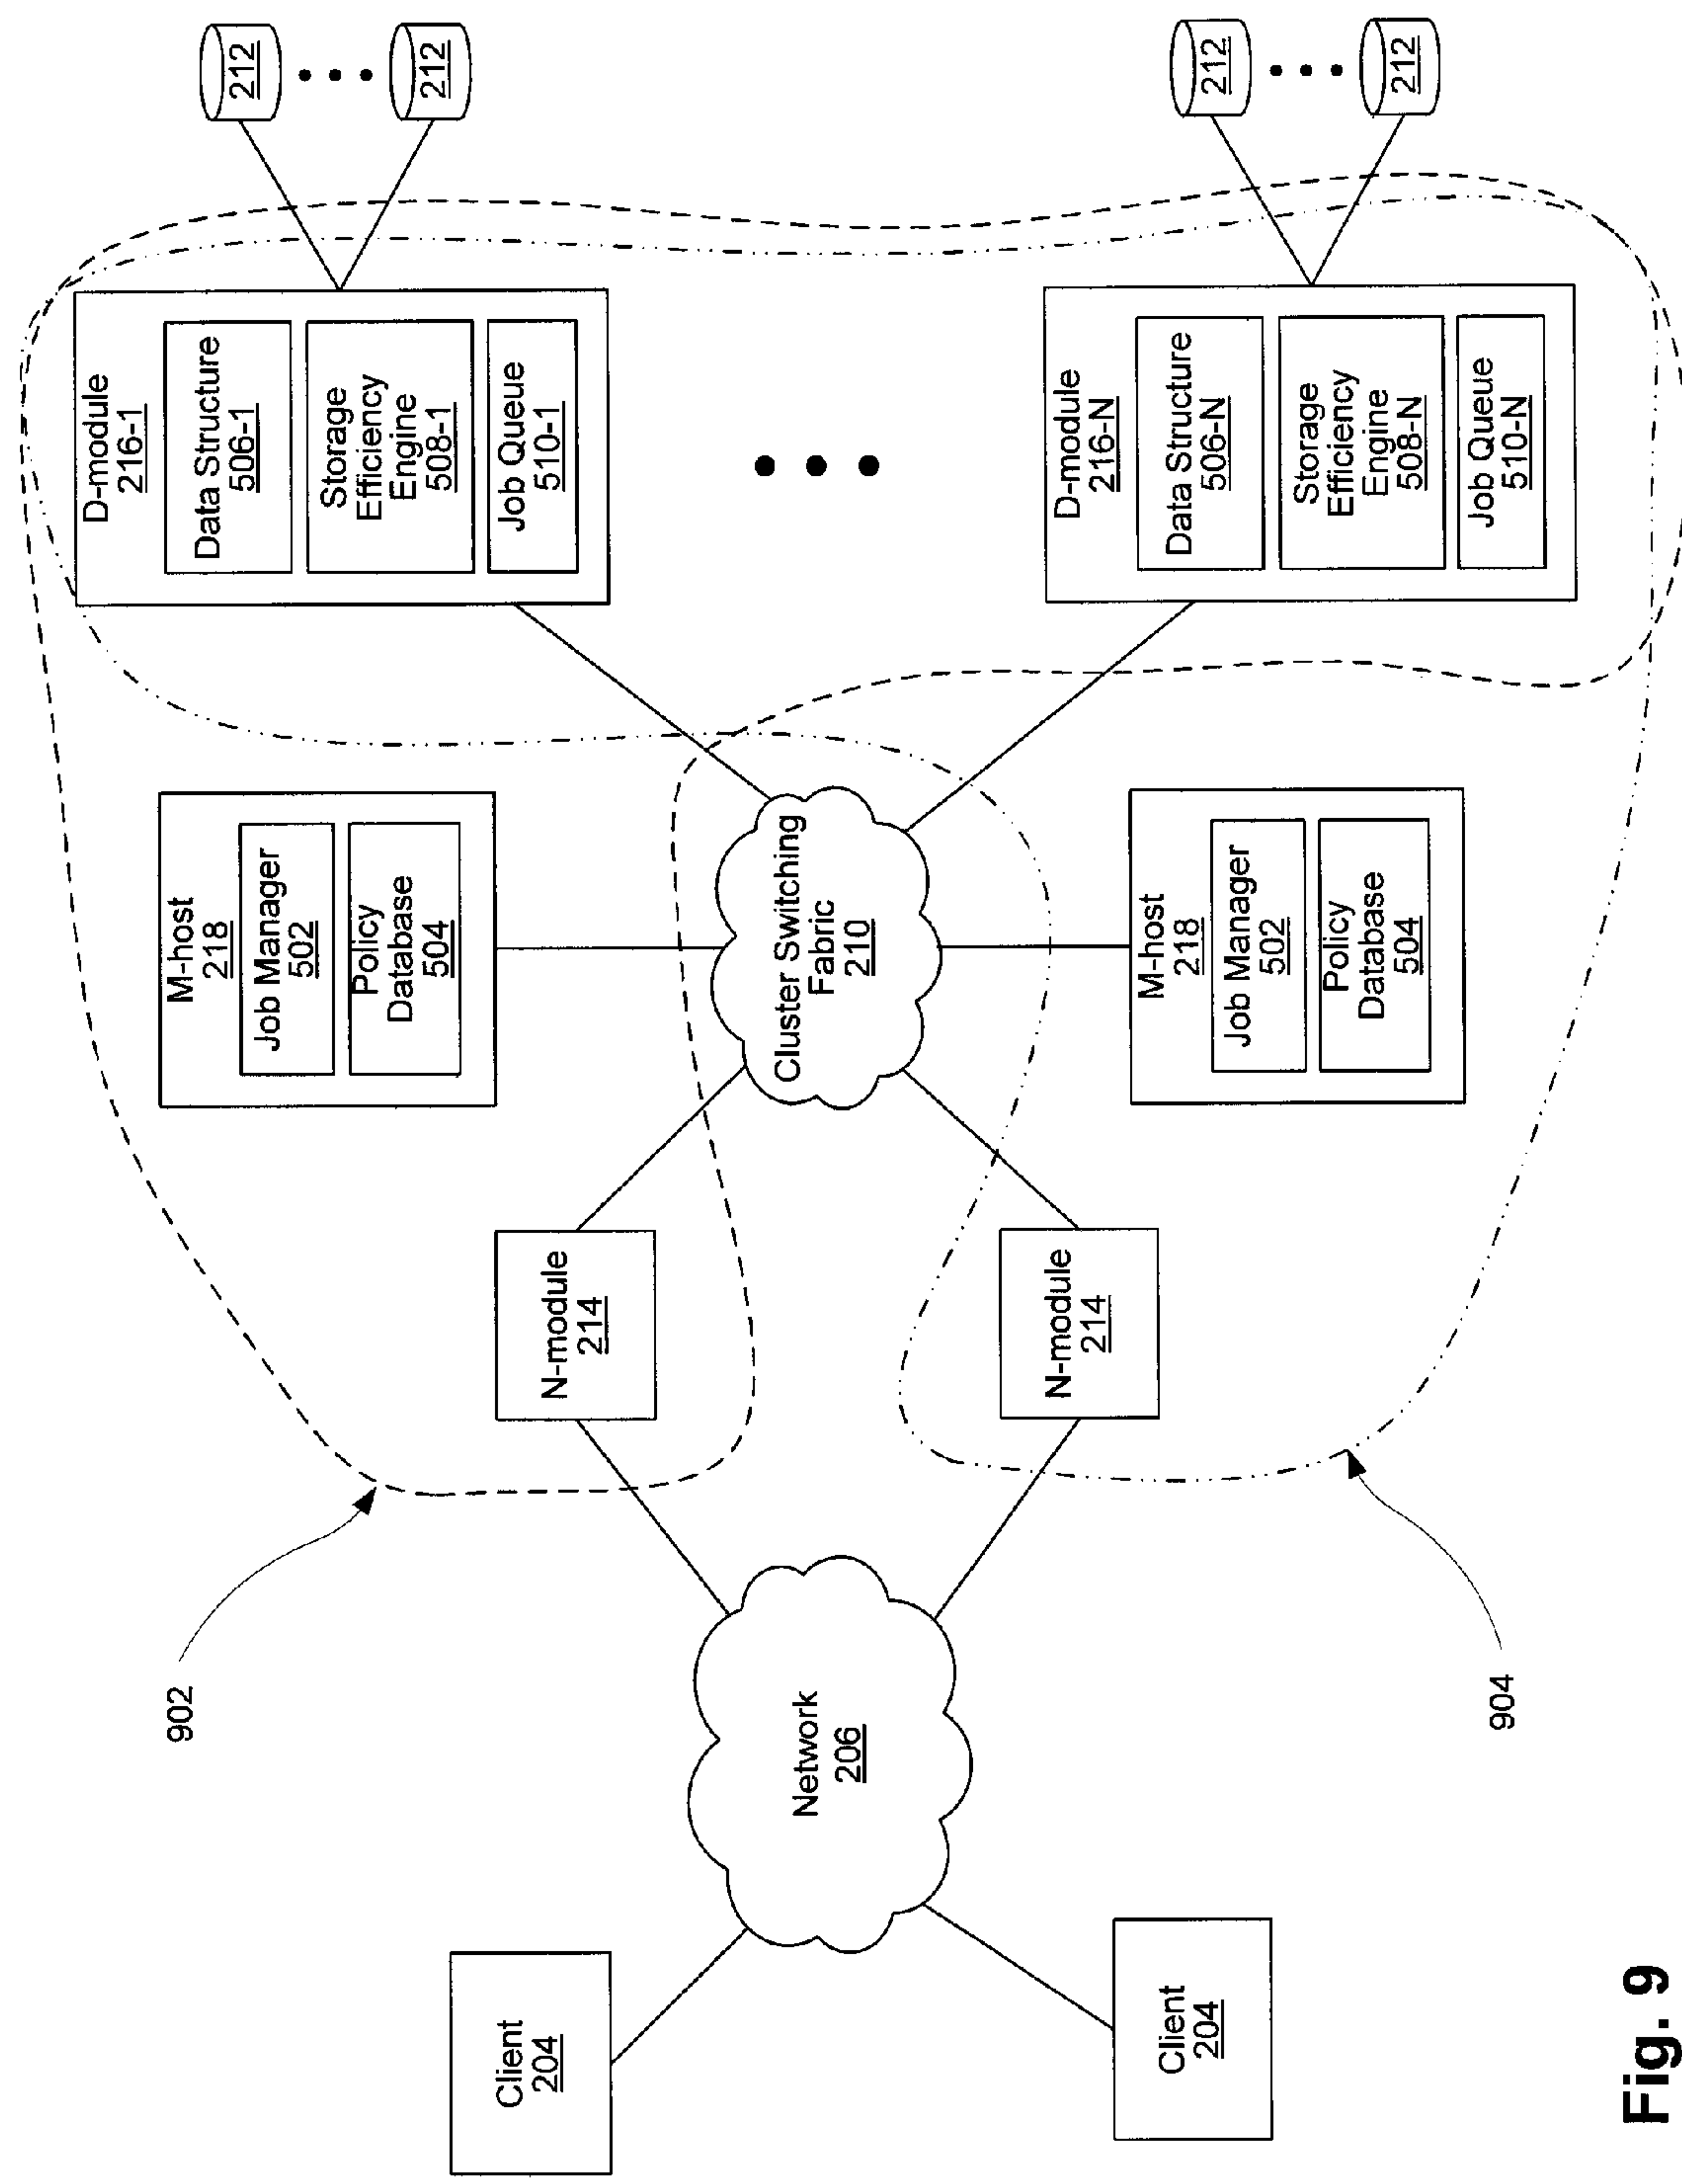 Client
204
Client
204
Network
206
902
904
N-module
214
N-module
214
M-host
218
Job Manager
502
Policy
Database
504
Cluster Switching
Fabric
210
M-host
218
Job Manager
502
Policy
Database
504
D-module
216-1
Data Structure
506-1
Storage
Efficiency
Engine
508-1
Job Queue
510-1
D-module
216-N
Data Structure
506-N
Storage
Efficiency
Engine
508-N
Job Queue
510-N
212
212
212
212
Fig. 9